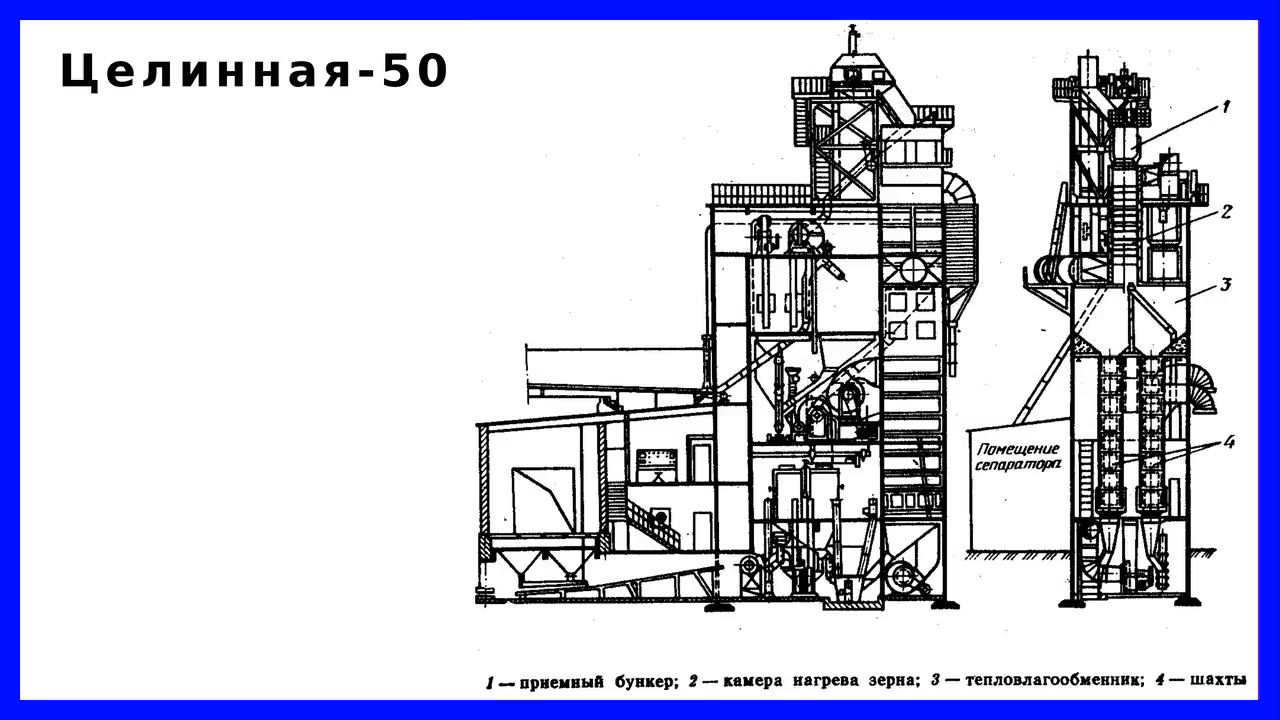 Целинная-50
1
2
3
4
Помещение
сепаратора
1 — приемный бункер; 2 — камера нагрева зерна; 3 — тепловлагообменник; 4 — шахты